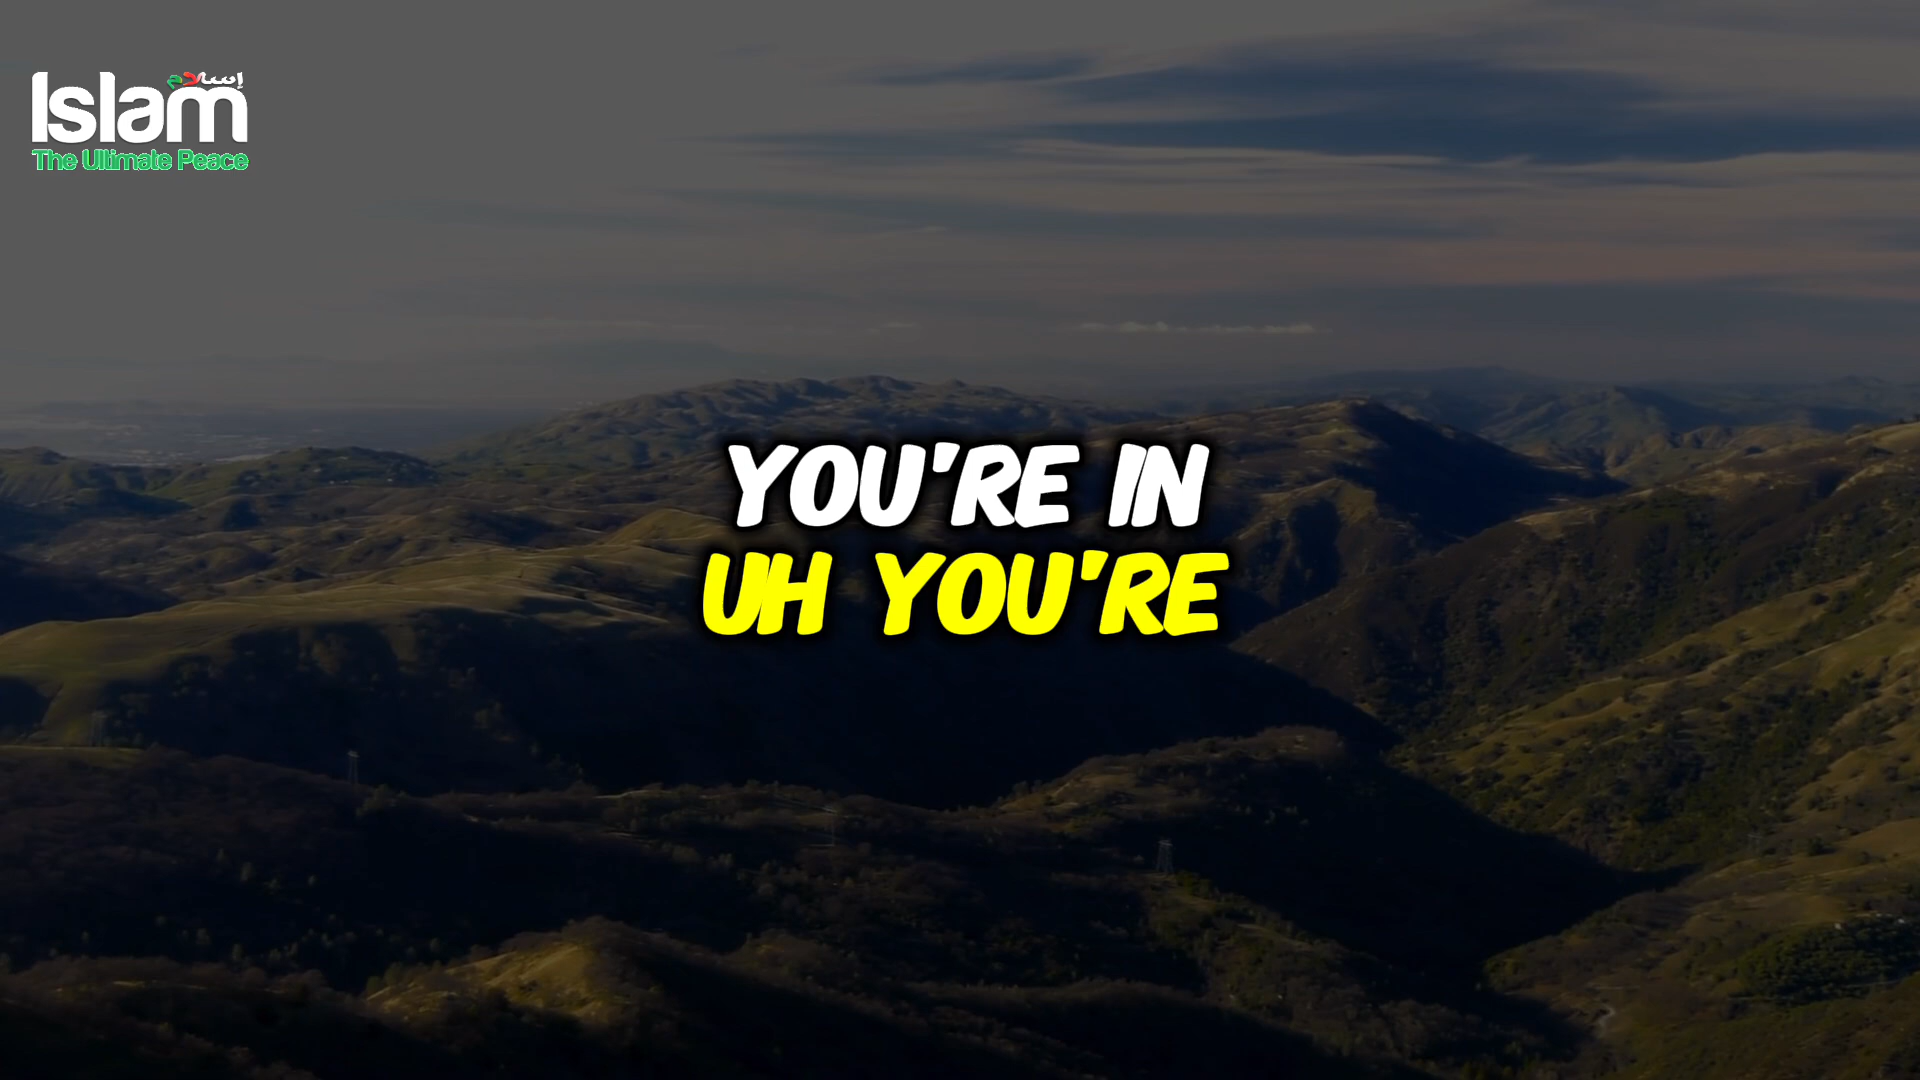 إسلام
Islam
The Ultimate Peace
YOU'RE IN
UH YOU'RE